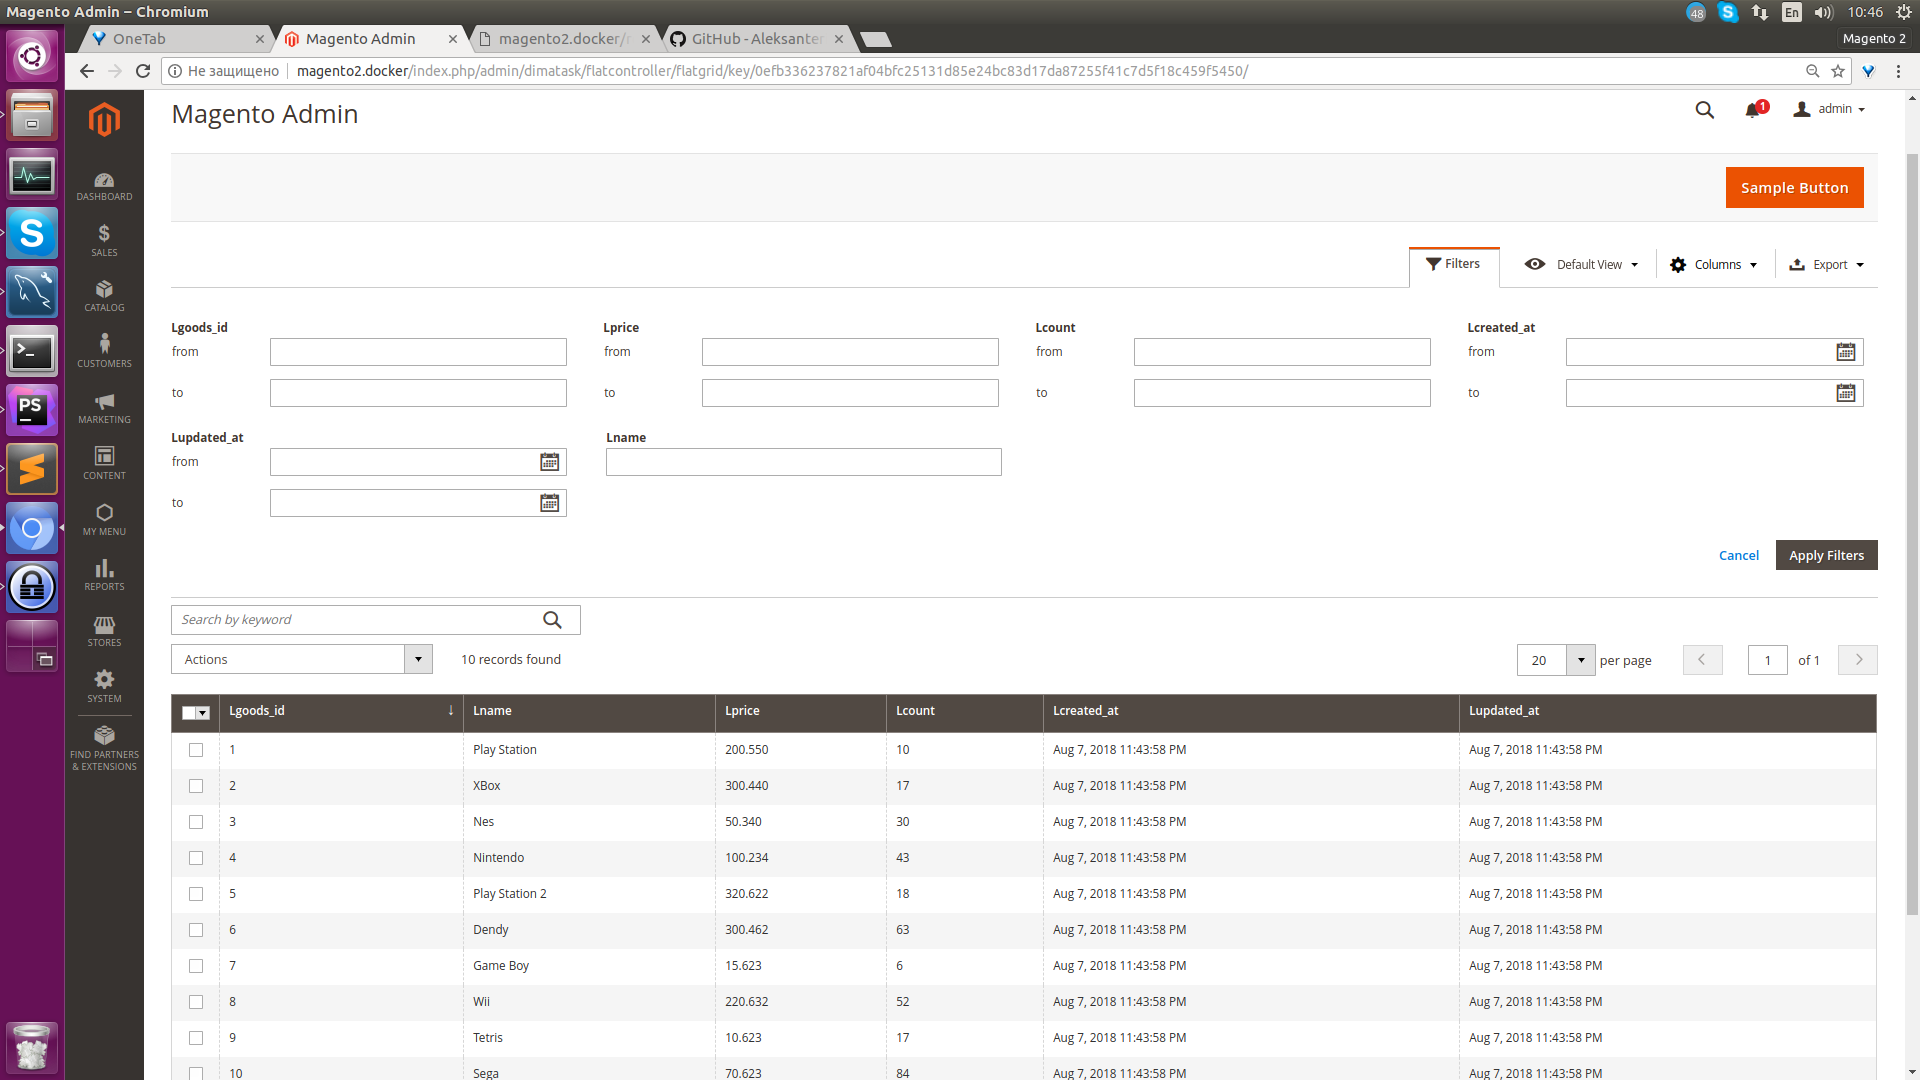 Magento Admin – Chromium
48
En
10:46
OneTab
Magento Admin
magento2.docker/
GitHub - Aleksanter
Magento 2
Не защищено
magento2.docker/index.php/admin/dimatask/flatcontroller/flatgrid/key/0efb336237821af04bfc25131d85e24bc83d17da87255f41c7d5f18c459f5450/
Magento Admin
1
admin
Sample Button
DASHBOARD
SALES
CATALOG
CUSTOMERS
MARKETING
CONTENT
MY MENU
REPORTS
STORES
SYSTEM
FIND PARTNERS
& EXTENSIONS
PS
Filters
Default View
Columns
Export
Lgoods_id
from
to
Lprice
from
to
Lcount
from
to
Lcreated_at
from
to
Lupdated_at
from
to
Lname
Cancel
Apply Filters
Search by keyword
Actions
10 records found
20
per page
1
of 1
Lgoods_id ↓ Lname Lprice Lcount Lcreated_at Lupdated_at
1 Play Station 200.550 10 Aug 7, 2018 11:43:58 PM Aug 7, 2018 11:43:58 PM
2 XBox 300.440 17 Aug 7, 2018 11:43:58 PM Aug 7, 2018 11:43:58 PM
3 Nes 50.340 30 Aug 7, 2018 11:43:58 PM Aug 7, 2018 11:43:58 PM
4 Nintendo 100.234 43 Aug 7, 2018 11:43:58 PM Aug 7, 2018 11:43:58 PM
5 Play Station 2 320.622 18 Aug 7, 2018 11:43:58 PM Aug 7, 2018 11:43:58 PM
6 Dendy 300.462 63 Aug 7, 2018 11:43:58 PM Aug 7, 2018 11:43:58 PM
7 Game Boy 15.623 6 Aug 7, 2018 11:43:58 PM Aug 7, 2018 11:43:58 PM
8 Wii 220.632 52 Aug 7, 2018 11:43:58 PM Aug 7, 2018 11:43:58 PM
9 Tetris 10.623 17 Aug 7, 2018 11:43:58 PM Aug 7, 2018 11:43:58 PM
10 Sega 70.623 84 Aug 7, 2018 11:43:58 PM Aug 7, 2018 11:43:58 PM